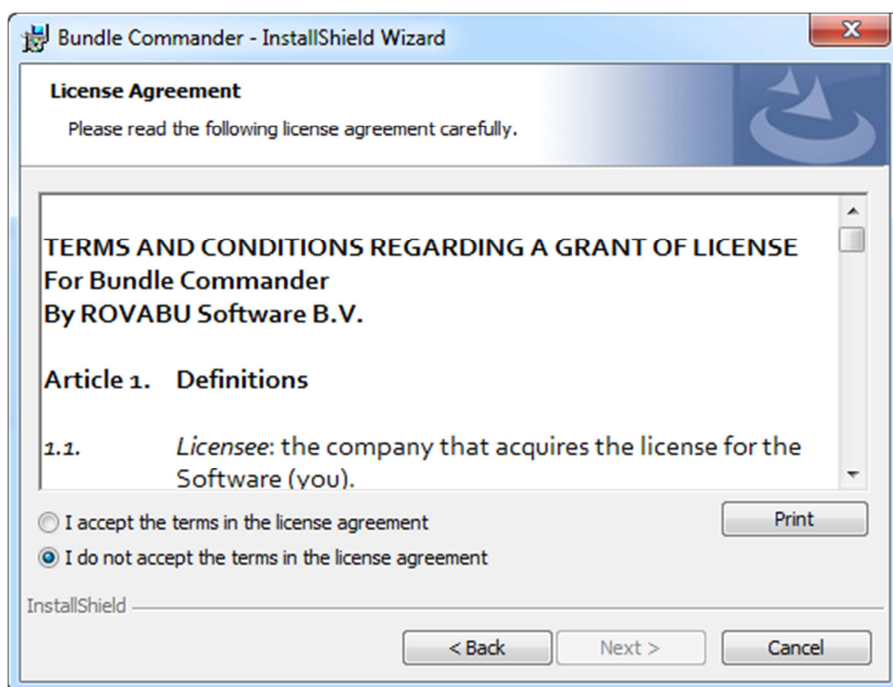 Bundle Commander - InstallShield Wizard
License Agreement
Please read the following license agreement carefully.
TERMS AND CONDITIONS REGARDING A GRANT OF LICENSE
For Bundle Commander
By ROVABU Software B.V.
Article 1. Definitions
1.1. Licensee: the company that acquires the license for the
Software (you).
I accept the terms in the license agreement
Print
I do not accept the terms in the license agreement
InstallShield
< Back Next > Cancel